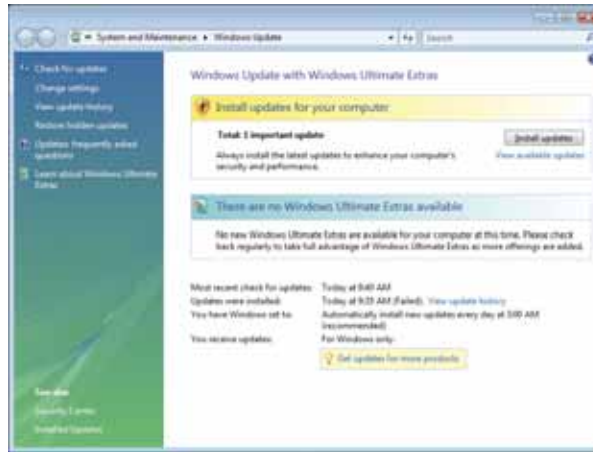 System and Maintenance ▸ Windows Update
Search
Check for updates
Change settings
View update history
Restore hidden updates
Updates: frequently asked
questions
Learn about Windows Ultimate
Extras
See also
Security Center
Installed Updates
Windows Update with Windows Ultimate Extras
Install updates for your computer
Total: 1 important update
Install updates
Always install the latest updates to enhance your computer's
security and performance.
View available updates
There are no Windows Ultimate Extras available
No new Windows Ultimate Extras are available for your computer at this time. Please check
back regularly to take full advantage of Windows Ultimate Extras as more offerings are added.
Most recent check for updates: Today at 9:40 AM
Updates were installed: Today at 9:39 AM (Failed). View update history
You have Windows set to: Automatically install new updates every day at 3:00 AM
(recommended)
You receive updates: For Windows only.
Get updates for more products